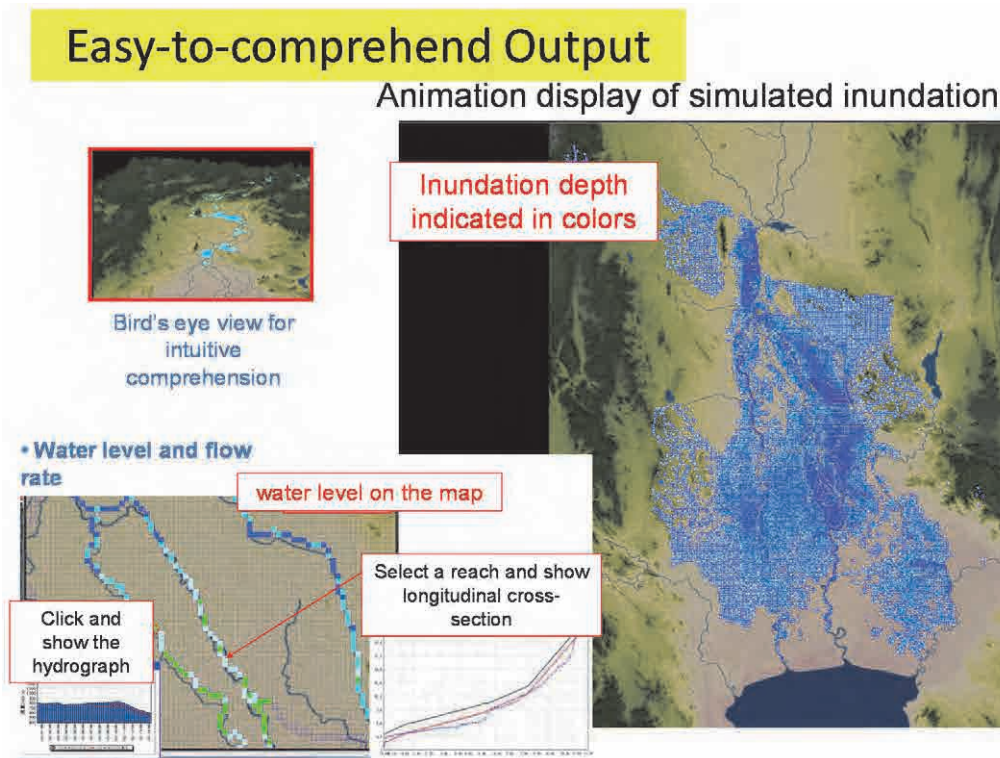 Easy-to-comprehend Output
Animation display of simulated inundation
Inundation depth
indicated in colors
Bird's eye view for
intuitive
comprehension
• Water level and flow
rate
water level on the map
Select a reach and show
longitudinal cross-
section
Click and
show the
hydrograph